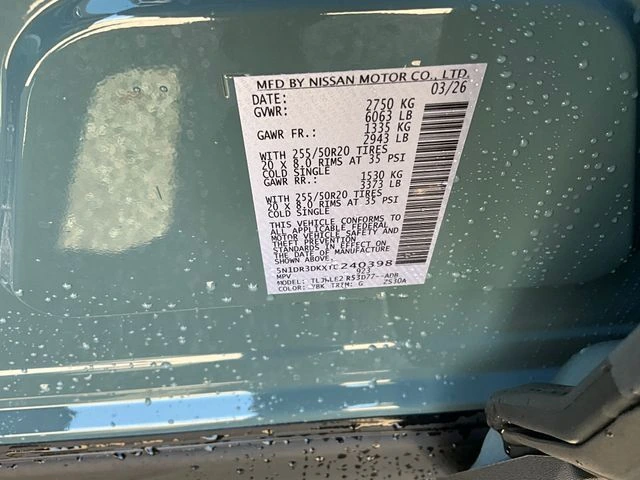 MFD BY NISSAN MOTOR CO., LTD.
DATE: 03/26
GVWR: 2750 KG
6063 LB
GAWR FR.: 1335 KG
2943 LB
WITH 255/50R20 TIRES
20 X 8.0 RIMS AT 35 PSI
COLD SINGLE
GAWR RR.: 1530 KG
3373 LB
WITH 255/50R20 TIRES
20 X 8.0 RIMS AT 35 PSI
COLD SINGLE
THIS VEHICLE CONFORMS TO
ALL APPLICABLE FEDERAL
MOTOR VEHICLE SAFETY AND
THEFT PREVENTION
STANDARDS IN EFFECT ON
THE DATE OF MANUFACTURE
SHOWN ABOVE.
5N1DR3DKXTC240398
MPV 923
MODEL:
COLOR: TRIM: G